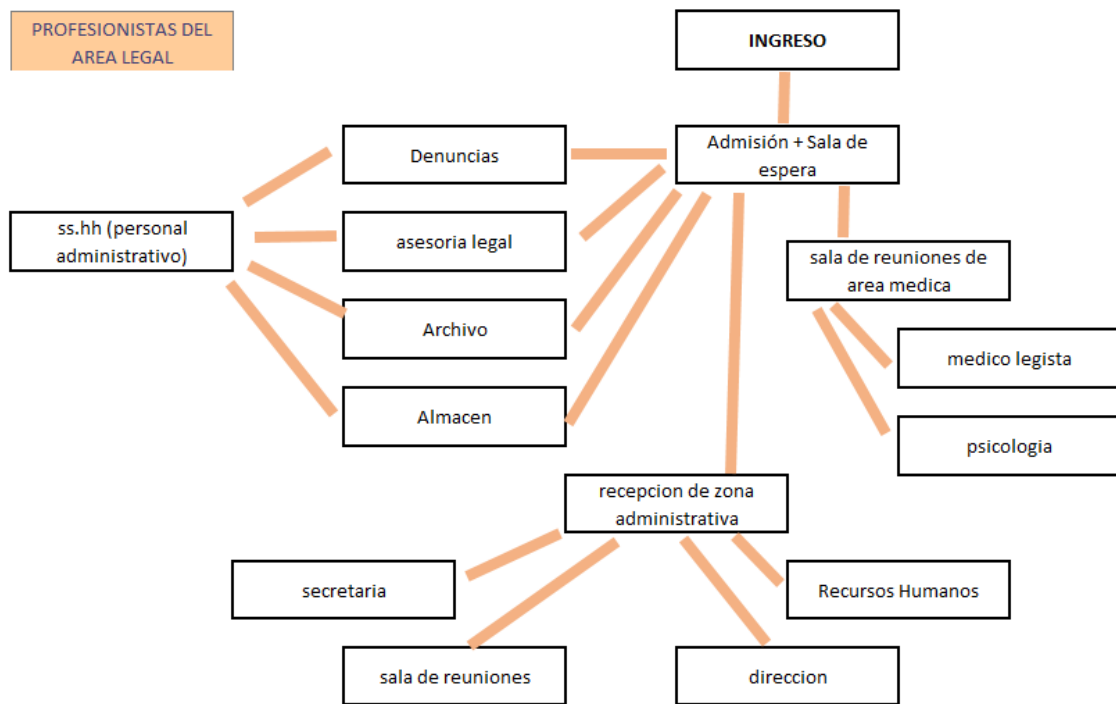 PROFESIONISTAS DEL
AREA LEGAL
INGRESO
Denuncias
Admisión + Sala de
espera
ss.hh (personal
administrativo)
asesoria legal
sala de reuniones de
area medica
Archivo
medico legista
Almacen
psicologia
recepcion de zona
administrativa
secretaria
Recursos Humanos
sala de reuniones
direccion